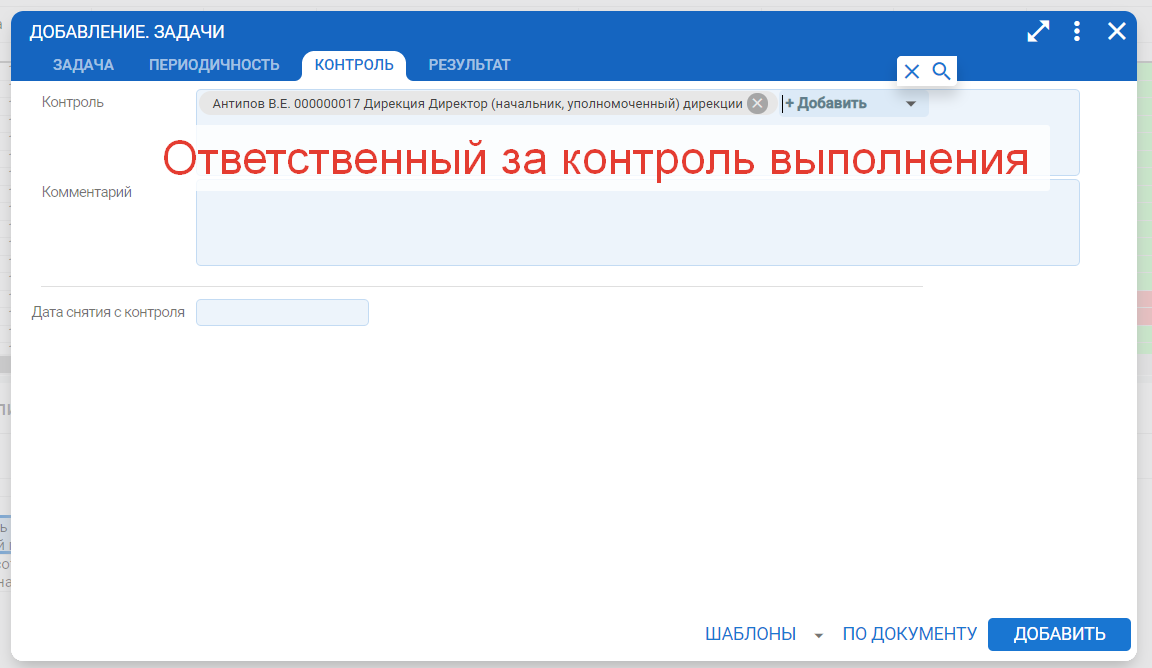 ДОБАВЛЕНИЕ. ЗАДАЧИ
ЗАДАЧА ПЕРИОДИЧНОСТЬ КОНТРОЛЬ РЕЗУЛЬТАТ
Контроль
Антипов В.Е. 000000017 Дирекция Директор (начальник, уполномоченный) дирекции + Добавить
Ответственный за контроль выполнения
Комментарий
Дата снятия с контроля
ШАБЛОНЫ ПО ДОКУМЕНТУ ДОБАВИТЬ